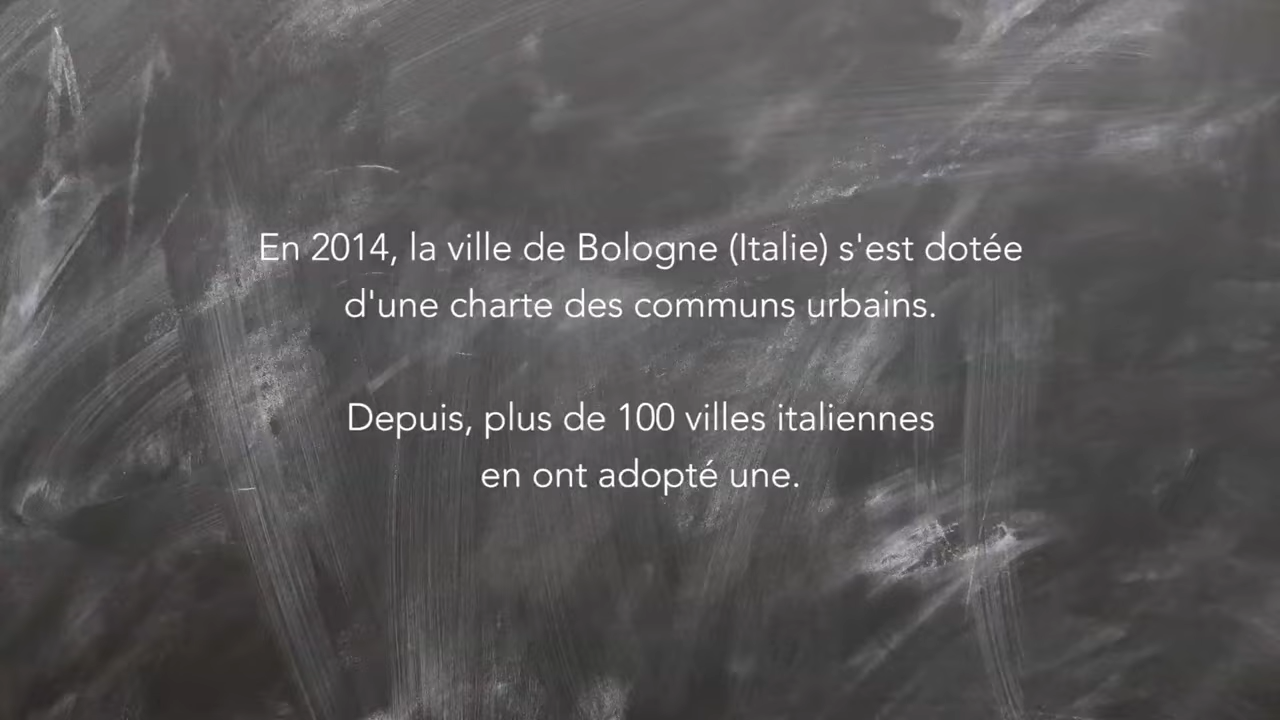 En 2014, la ville de Bologne (Italie) s'est dotée
d'une charte des communs urbains.
Depuis, plus de 100 villes italiennes
en ont adopté une.